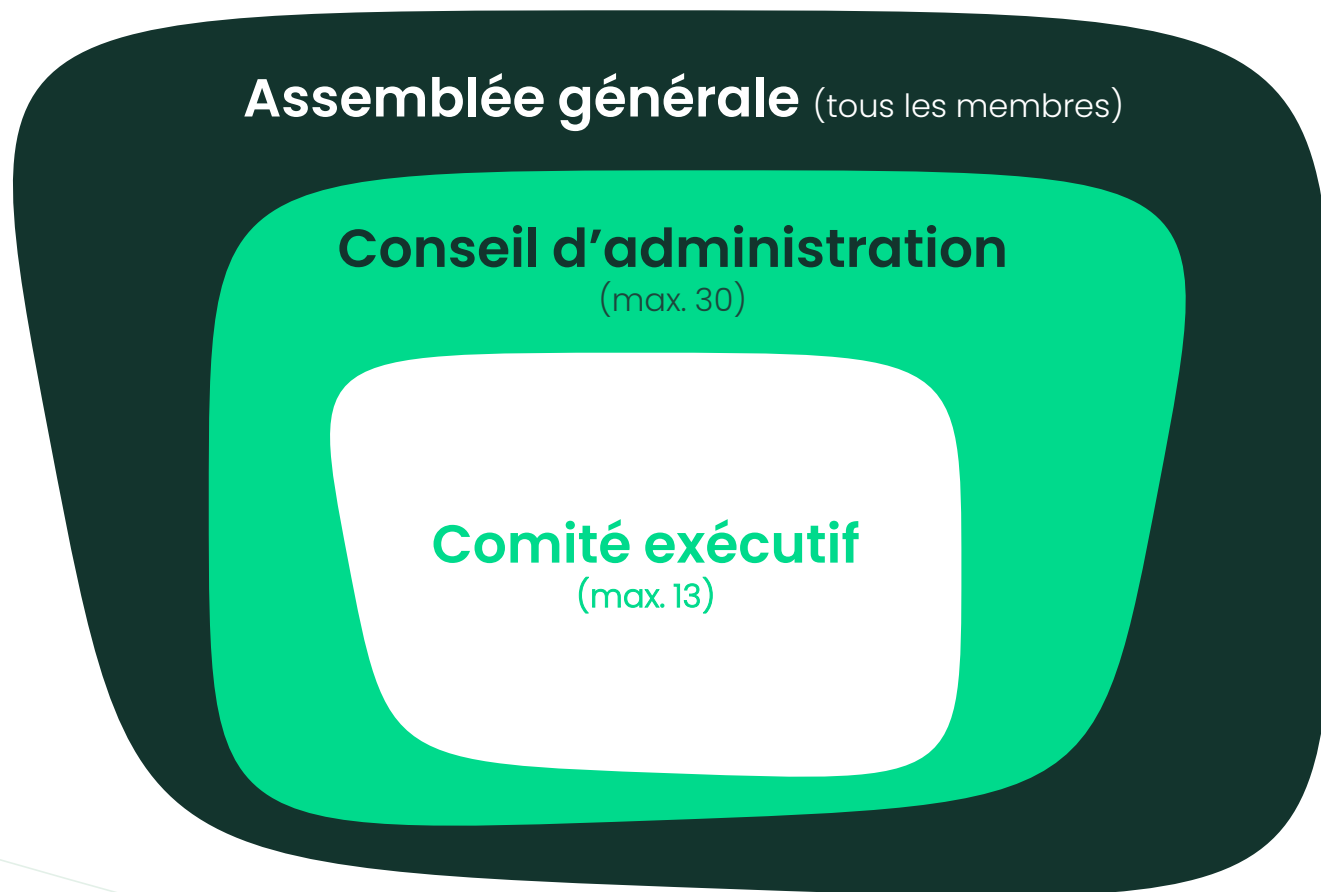 Assemblée générale (tous les membres)
Conseil d’administration
(max. 30)
Comité exécutif
(max. 13)